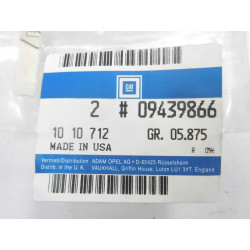 GM
2 # 09439866
10 10 712 GR. 05.875
MADE IN USA
Vertrieb/Distribution ADAM OPEL AG • D-65423 Rüsselsheim
Distrib. in the U. K. VAUXHALL, Griffin House, Luton LU1 3YT. England